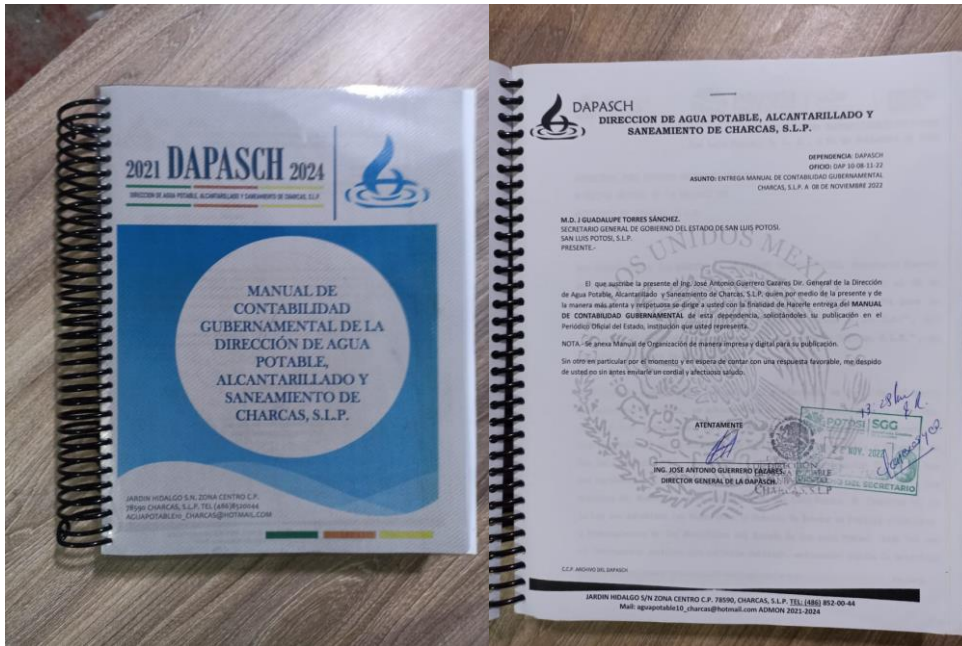 2021 DAPASCH 2024
DIRECCION DE AGUA POTABLE, ALCANTARILLADO Y SANEAMIENTO DE CHARCAS, S.L.P
MANUAL DE
CONTABILIDAD
GUBERNAMENTAL DE LA
DIRECCIÓN DE AGUA
POTABLE,
ALCANTARILLADO Y
SANEAMIENTO DE
CHARCAS, S.L.P.
JARDIN HIDALGO S.N. ZONA CENTRO C.P.
78590 CHARCAS, S.L.P, TEL (486)8520044
AGUAPOTABLE10_CHARCAS@HOTMAIL.COM
DAPASCH
DIRECCION DE AGUA POTABLE, ALCANTARILLADO Y
SANEAMIENTO DE CHARCAS, S.L.P.
DEPENDENCIA: DAPASCH
OFICIO: DAP 10-08-11-22
ASUNTO: ENTREGA MANUAL DE CONTABILIDAD GUBERNAMENTAL
CHARCAS, S.L.P. A 08 DE NOVIEMBRE 2022
M.D. J GUADALUPE TORRES SÁNCHEZ.
SECRETARIO GENERAL DE GOBIERNO DEL ESTADO DE SAN LUIS POTOSI.
SAN LUIS POTOSI, S.L.P.
PRESENTE.-
El que suscribe la presente el Ing. José Antonio Guerrero Cazares Dir. General de la Dirección
de Agua Potable, Alcantarillado y Saneamiento de Charcas, S.L.P. quien por medio de la presente y de
la manera más atenta y respetuosa se dirige a usted con la finalidad de Hacerle entrega del MANUAL
DE CONTABILIDAD GUBERNAMENTAL de esta dependencia, solicitándoles su publicación en el
Periódico Oficial del Estado, institución que usted representa.
NOTA.-Se anexa Manual de Organización de manera impresa y digital para su publicación.
Sin otro en particular por el momento y en espera de contar con una respuesta favorable, me despido
de usted no sin antes enviarle un cordial y afectuoso saludo.
ESTADOS UNIDOS MEXICANOS
ATENTAMENTE
POTOSI SGG
NOV. 202
DEL SECRETARIO
ING. JOSE ANTONIO GUERRERO CAZARES.
DIRECTOR GENERAL DE LA DAPASCH.
DIRECCIÓN
CHARCAS, S.L.P
C.C.P. ARCHIVO DEL DAPASCH.
JARDIN HIDALGO S/N ZONA CENTRO C.P. 78590, CHARCAS, S.L.P. TEL: (486) 852-00-44
Mail: aguapotable10_charcas@hotmail.com ADMON 2021-2024